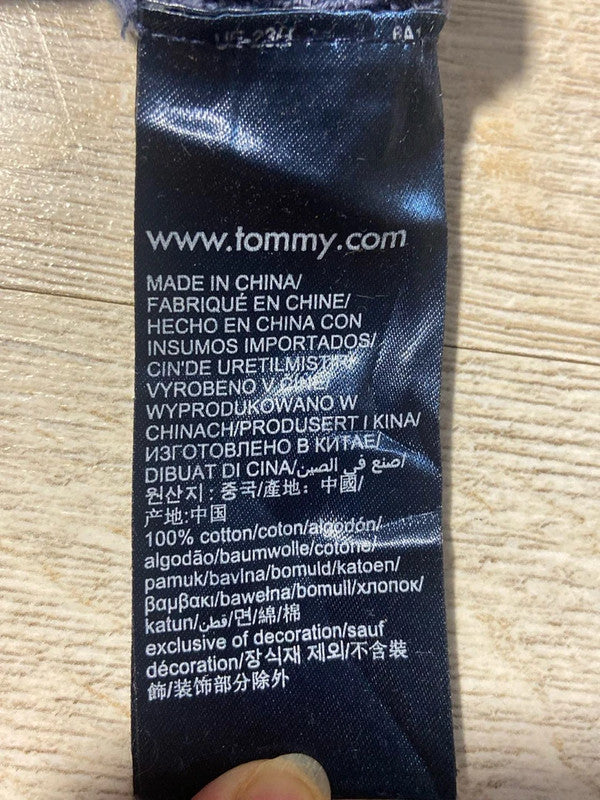 www.tommy.com
MADE IN CHINA/
FABRIQUÉ EN CHINE/
HECHO EN CHINA CON
INSUMOS IMPORTADOS/
CIN'DE URETILMISTIR/
VYROBENO V ČÍNĚ/
WYPRODUKOWANO W
CHINACH/PRODUSERT I KINA/
ИЗГОТОВЛЕНО В КИТАЕ/
DIBUAT DI CINA/صنع في الصين/
원산지 : 중국/產地：中國/
产地:中国
100% cotton/coton/algodón/
algodão/baumwolle/cotone/
pamuk/bavlna/bomuld/katoen/
βαμβακι/bawełna/bomull/хлопок/
katun/قطن/면/綿/棉
exclusive of decoration/sauf
décoration/장식재 제외/不含裝
飾/装饰部分除外